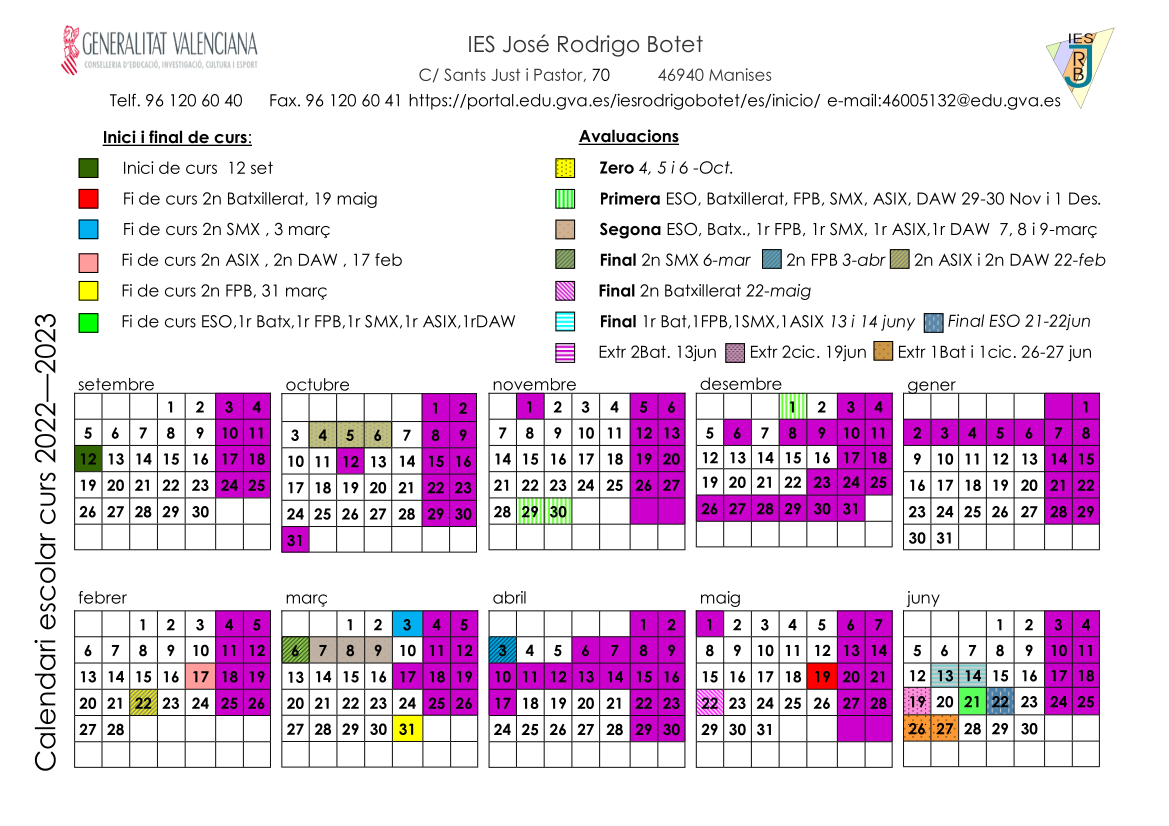 GENERALITAT VALENCIANA
CONSELLERIA D'EDUCACIÓ, INVESTIGACIÓ, CULTURA I ESPORT
IES José Rodrigo Botet
IES
J
R
B
C/ Sants Just i Pastor, 70 46940 Manises
Telf. 96 120 60 40 Fax. 96 120 60 41 https://portal.edu.gva.es/iesrodrigobotet/es/inicio/ e-mail:46005132@edu.gva.es
Inici i final de curs:
Inici de curs 12 set
Fi de curs 2n Batxillerat, 19 maig
Fi de curs 2n SMX , 3 març
Fi de curs 2n ASIX , 2n DAW , 17 feb
Fi de curs 2n FPB, 31 març
Fi de curs ESO,1r Batx,1r FPB,1r SMX,1r ASIX,1rDAW
Avaluacions
Zero 4, 5 i 6 -Oct.
Primera ESO, Batxillerat, FPB, SMX, ASIX, DAW 29-30 Nov i 1 Des.
Segona ESO, Batx., 1r FPB, 1r SMX, 1r ASIX,1r DAW 7, 8 i 9-març
Final 2n SMX 6-mar 2n FPB 3-abr 2n ASIX i 2n DAW 22-feb
Final 2n Batxillerat 22-maig
Final 1r Bat,1FPB,1SMX,1ASIX 13 i 14 juny Final ESO 21-22jun
Extr 2Bat. 13jun Extr 2cic. 19jun Extr 1Bat i 1cic. 26-27 jun
Calendari escolar curs 2022—2023
setembre
1 2 3 4
5 6 7 8 9 10 11
12 13 14 15 16 17 18
19 20 21 22 23 24 25
26 27 28 29 30
octubre
1 2
3 4 5 6 7 8 9
10 11 12 13 14 15 16
17 18 19 20 21 22 23
24 25 26 27 28 29 30
31
novembre
1 2 3 4 5 6
7 8 9 10 11 12 13
14 15 16 17 18 19 20
21 22 23 24 25 26 27
28 29 30
desembre
1 2 3 4
5 6 7 8 9 10 11
12 13 14 15 16 17 18
19 20 21 22 23 24 25
26 27 28 29 30 31
gener
1
2 3 4 5 6 7 8
9 10 11 12 13 14 15
16 17 18 19 20 21 22
23 24 25 26 27 28 29
30 31
febrer
1 2 3 4 5
6 7 8 9 10 11 12
13 14 15 16 17 18 19
20 21 22 23 24 25 26
27 28
març
1 2 3 4 5
6 7 8 9 10 11 12
13 14 15 16 17 18 19
20 21 22 23 24 25 26
27 28 29 30 31
abril
1 2
3 4 5 6 7 8 9
10 11 12 13 14 15 16
17 18 19 20 21 22 23
24 25 26 27 28 29 30
maig
1 2 3 4 5 6 7
8 9 10 11 12 13 14
15 16 17 18 19 20 21
22 23 24 25 26 27 28
29 30 31
juny
1 2 3 4
5 6 7 8 9 10 11
12 13 14 15 16 17 18
19 20 21 22 23 24 25
26 27 28 29 30